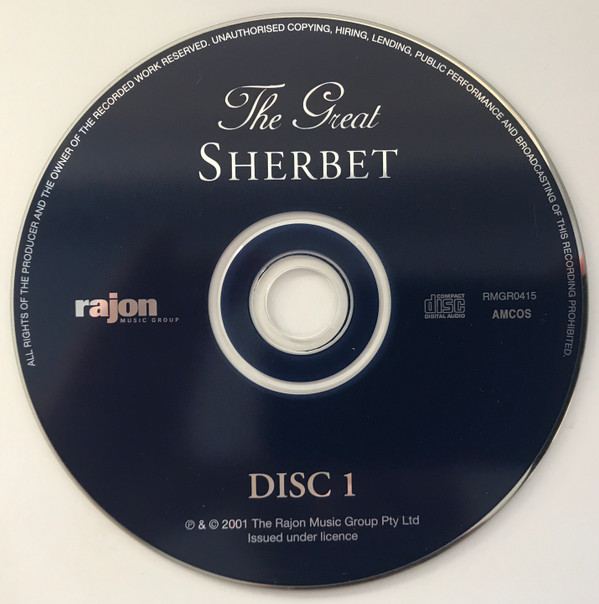 ALL RIGHTS OF THE PRODUCER AND THE OWNER OF THE RECORDED WORK RESERVED. UNAUTHORISED COPYING, HIRING, LENDING, PUBLIC PERFORMANCE AND BROADCASTING OF THIS RECORDING PROHIBITED.
The Great
SHERBET
rajon
MUSIC GROUP
COMPACT
disc
DIGITAL AUDIO
RMGR0415
AMCOS
DISC 1
℗ & © 2001 The Rajon Music Group Pty Ltd
Issued under licence